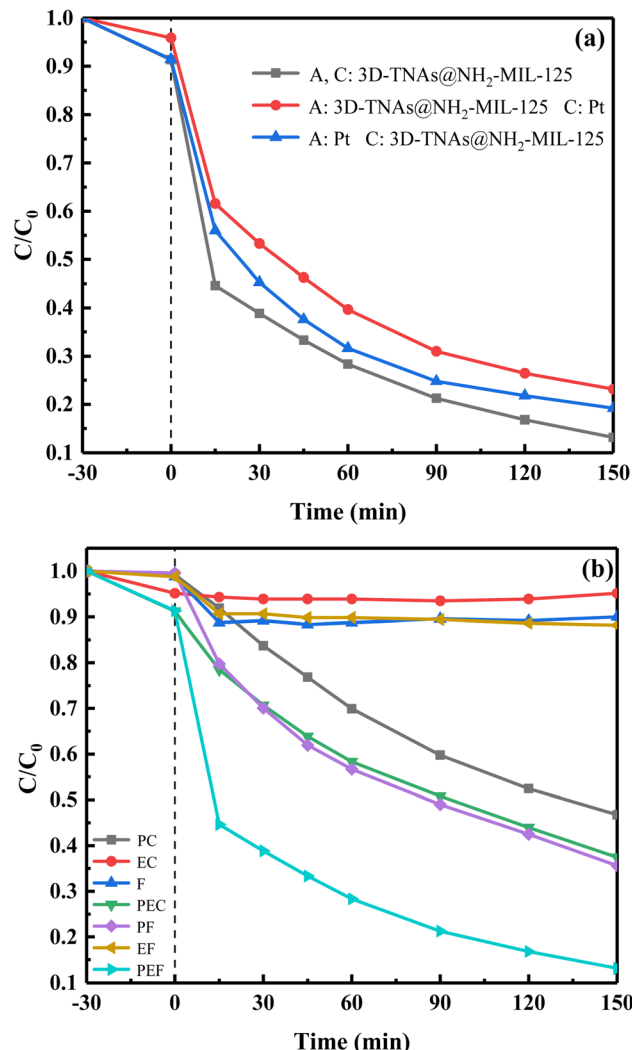 (a)
A, C: 3D-TNAs@NH2-MIL-125
A: 3D-TNAs@NH2-MIL-125 C: Pt
A: Pt C: 3D-TNAs@NH2-MIL-125
C/C0
1.0
0.9
0.8
0.7
0.6
0.5
0.4
0.3
0.2
0.1
-30 0 30 60 90 120 150
Time (min)
(b)
C/C0
1.0
0.9
0.8
0.7
0.6
0.5
0.4
0.3
0.2
0.1
PC
EC
F
PEC
PF
EF
PEF
-30 0 30 60 90 120 150
Time (min)